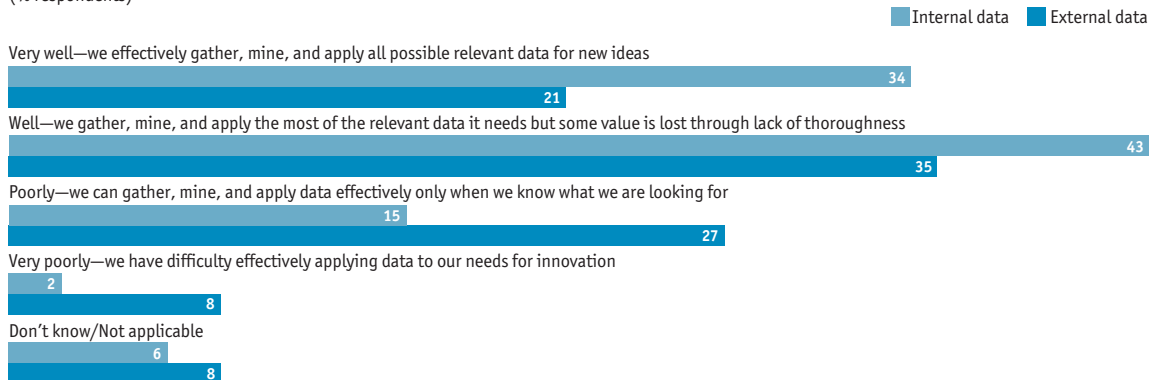 (% respondents)
Internal data External data
Very well—we effectively gather, mine, and apply all possible relevant data for new ideas
34
21
Well—we gather, mine, and apply the most of the relevant data it needs but some value is lost through lack of thoroughness
43
35
Poorly—we can gather, mine, and apply data effectively only when we know what we are looking for
15
27
Very poorly—we have difficulty effectively applying data to our needs for innovation
2
8
Don't know/Not applicable
6
8